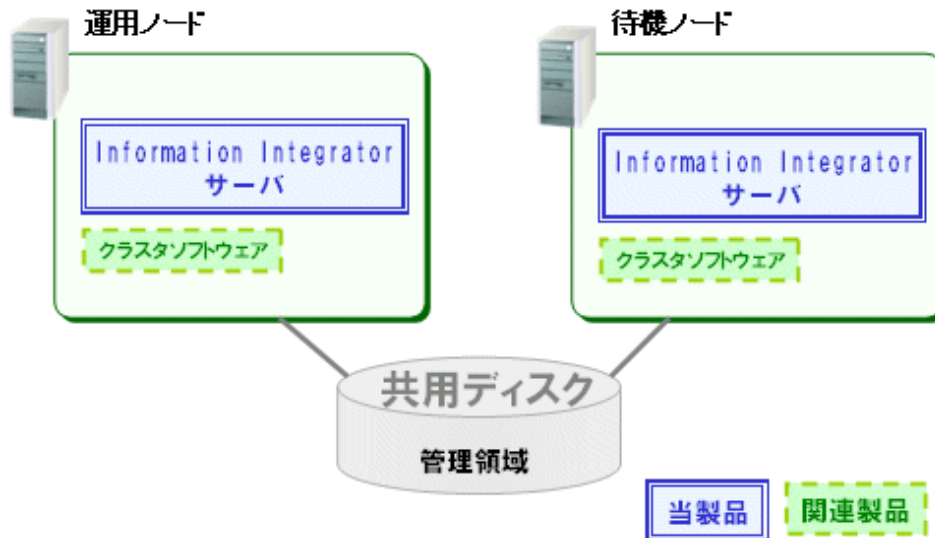 運用ノード
Information Integrator
サーバ
クラスタソフトウェア
待機ノード
Information Integrator
サーバ
クラスタソフトウェア
共用ディスク
管理領域
当製品
関連製品